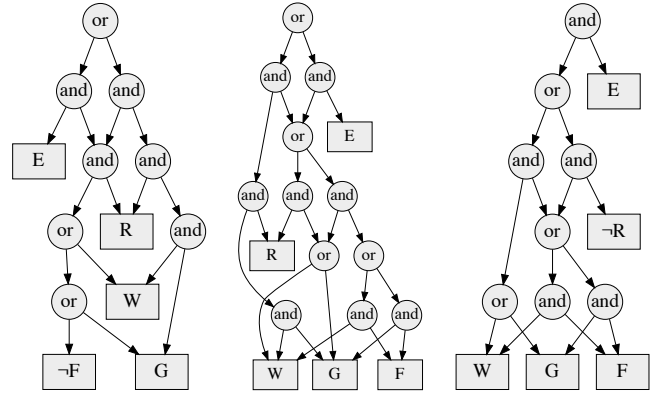 or
and and
E and and
or R and
W
or
¬F G
or
and and
or E
and and and
R or or
and and and
W G F
and
or E
and and
or ¬R
or and and
W G F